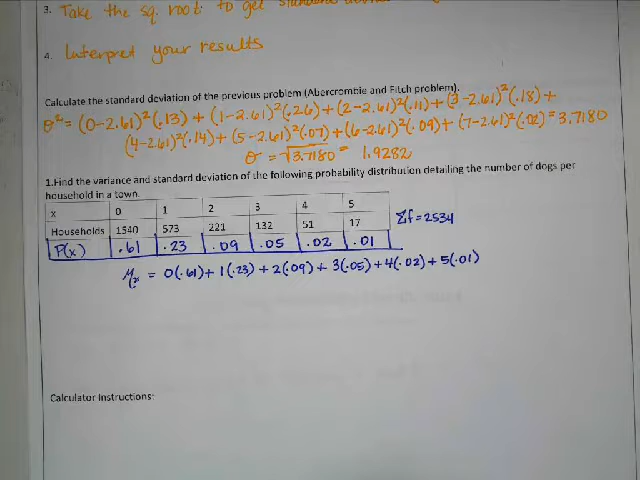 3. Take the sq. root to get standard
4. Interpret your results
Calculate the standard deviation of the previous problem (Abercrombie and Fitch problem).
σ² = (0-2.61)²(.13) + (1-2.61)²(.26) + (2-2.61)²(.11) + (3-2.61)²(.18) +
(4-2.61)²(.14) + (5-2.61)²(.07) + (6-2.61)²(.09) + (7-2.61)²(.02) = 3.7180
σ = √3.7180 = 1.9282
1.Find the variance and standard deviation of the following probability distribution detailing the number of dogs per
household in a town.
x 0 1 2 3 4 5
Households 1540 573 221 132 51 17 Σf = 2534
P(x) .61 .23 .09 .05 .02 .01
μ = 0(.61) + 1(.23) + 2(.09) + 3(.05) + 4(.02) + 5(.01)
Calculator Instructions: